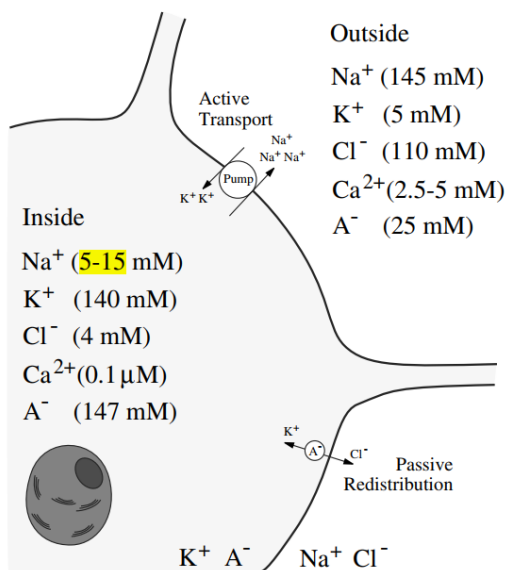 Outside
Na⁺ (145 mM)
K⁺ (5 mM)
Cl⁻ (110 mM)
Ca²⁺(2.5-5 mM)
A⁻ (25 mM)
Active
Transport
Na⁺
Na⁺ Na⁺
Pump
K⁺ K⁺
Inside
Na⁺ (5-15 mM)
K⁺ (140 mM)
Cl⁻ (4 mM)
Ca²⁺(0.1 μM)
A⁻ (147 mM)
K⁺
A⁻
Cl⁻
Passive
Redistribution
K⁺ A⁻ Na⁺ Cl⁻